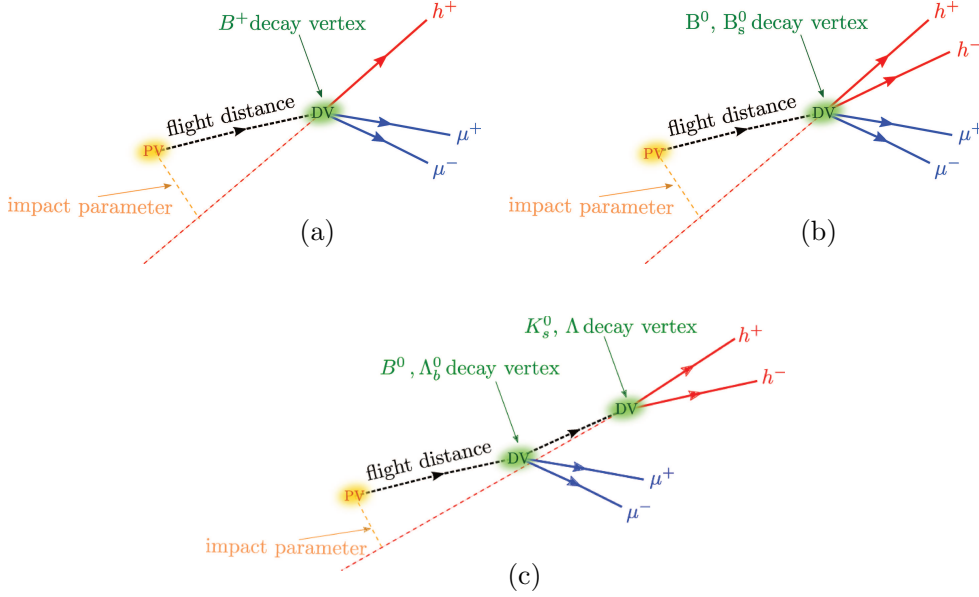 B⁺ decay vertex
h⁺
flight distance
DV
PV
μ⁺
μ⁻
impact parameter
(a)
B⁰, B⁰ₛ decay vertex
h⁺
h⁻
flight distance
DV
PV
μ⁺
μ⁻
impact parameter
(b)
K⁰ₛ, Λ decay vertex
h⁺
B⁰, Λ⁰_b decay vertex
h⁻
DV
flight distance
DV
μ⁺
PV
μ⁻
impact parameter
(c)